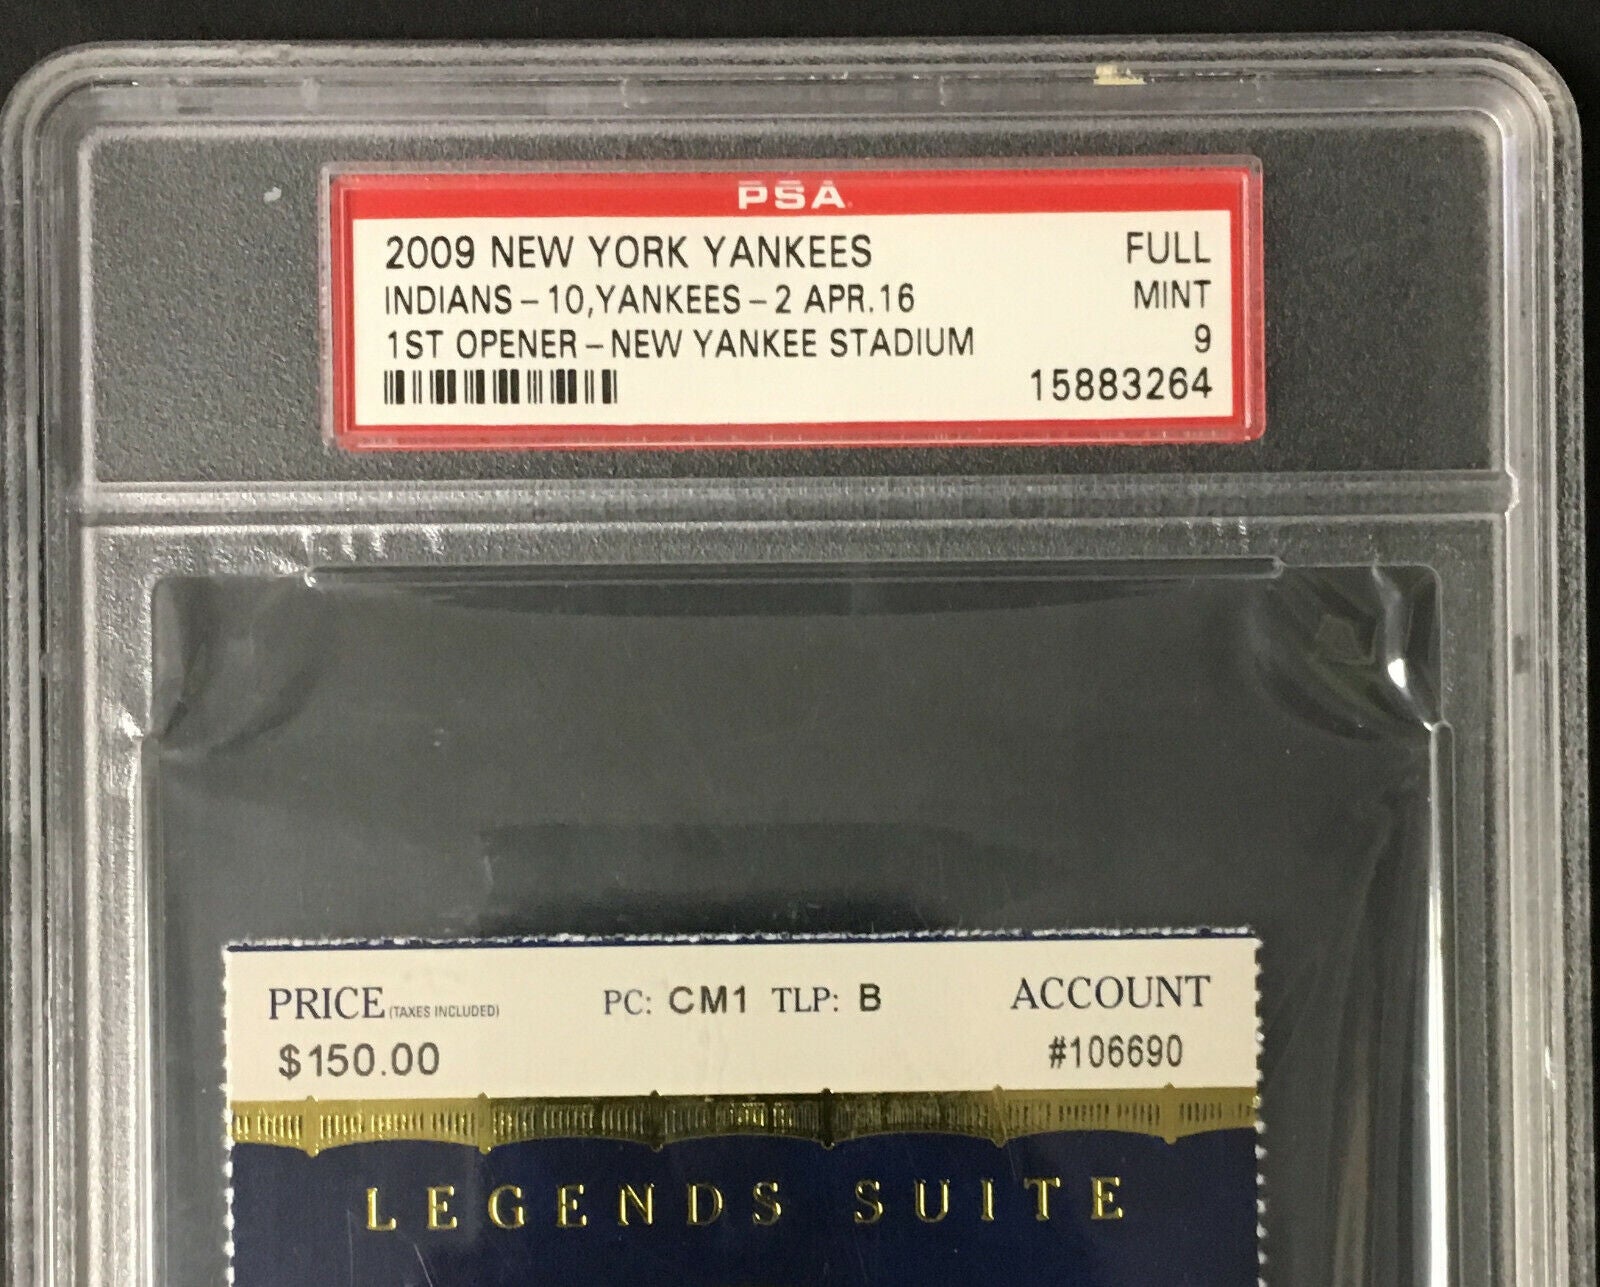 PSA
2009 NEW YORK YANKEES FULL
INDIANS-10,YANKEES-2 APR.16 MINT
1ST OPENER-NEW YANKEE STADIUM 9
15883264
PRICE (TAXES INCLUDED) PC: CM1 TLP: B ACCOUNT
$150.00 #106690
LEGENDS SUITE